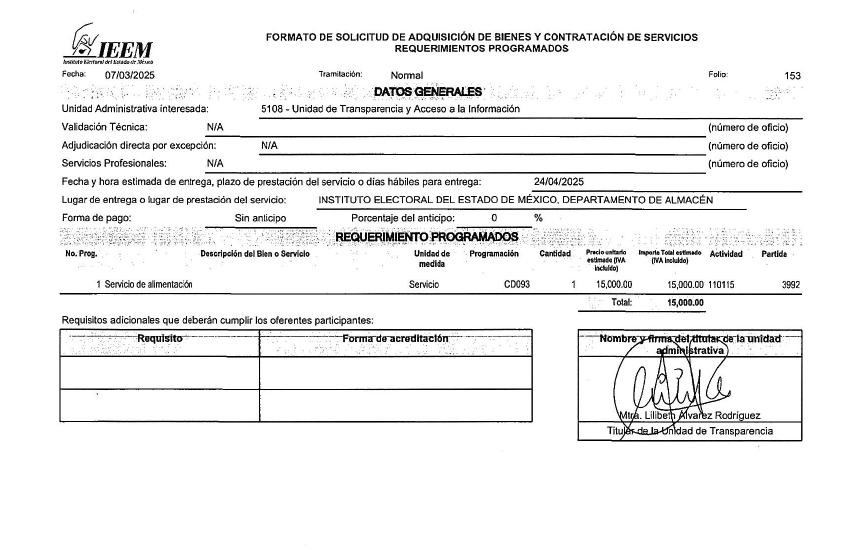 FORMATO DE SOLICITUD DE ADQUISICIÓN DE BIENES Y CONTRATACIÓN DE SERVICIOS
REQUERIMIENTOS PROGRAMADOS
IEEM
Instituto Electoral del Estado de México
Fecha: 07/03/2025 Tramitación: Normal Folio: 153
DATOS GENERALES
Unidad Administrativa interesada: 5108 - Unidad de Transparencia y Acceso a la Información
Validación Técnica: N/A (número de oficio)
Adjudicación directa por excepción: N/A (número de oficio)
Servicios Profesionales: N/A (número de oficio)
Fecha y hora estimada de entrega, plazo de prestación del servicio o días hábiles para entrega: 24/04/2025
Lugar de entrega o lugar de prestación del servicio: INSTITUTO ELECTORAL DEL ESTADO DE MÉXICO, DEPARTAMENTO DE ALMACÉN
Forma de pago: Sin anticipo Porcentaje del anticipo: 0 %
REQUERIMIENTO PROGRAMADOS
No. Prog. Descripción del Bien o Servicio Unidad de medida Programación Cantidad Precio unitario estimado (IVA incluido) Importe Total estimado (IVA incluido) Actividad Partida
1 Servicio de alimentación Servicio CD093 1 15,000.00 15,000.00 110115 3992
Total: 15,000.00
Requisitos adicionales que deberán cumplir los oferentes participantes:
Requisito Forma de acreditación
Nombre y firma del titular de la unidad
administrativa
Mtra. Lilibeth Álvarez Rodríguez
Titular de la Unidad de Transparencia